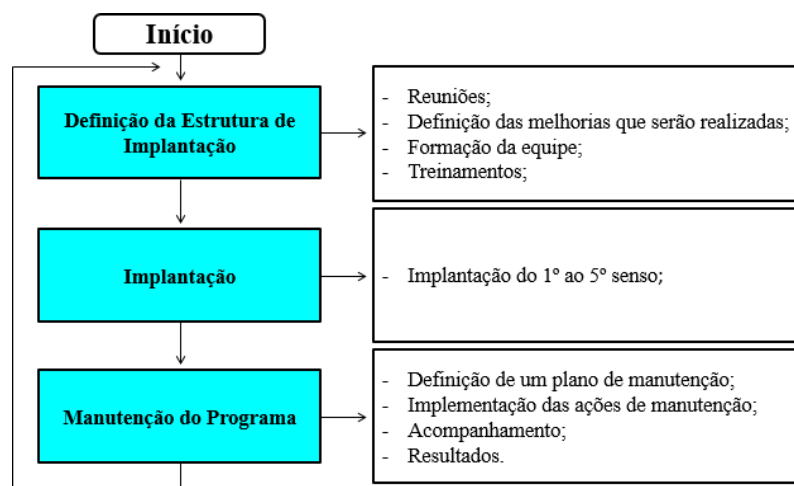 Início
Definição da Estrutura de
Implantação
- Reuniões;
- Definição das melhorias que serão realizadas;
- Formação da equipe;
- Treinamentos;
Implantação
- Implantação do 1º ao 5º senso;
Manutenção do Programa
- Definição de um plano de manutenção;
- Implementação das ações de manutenção;
- Acompanhamento;
- Resultados.